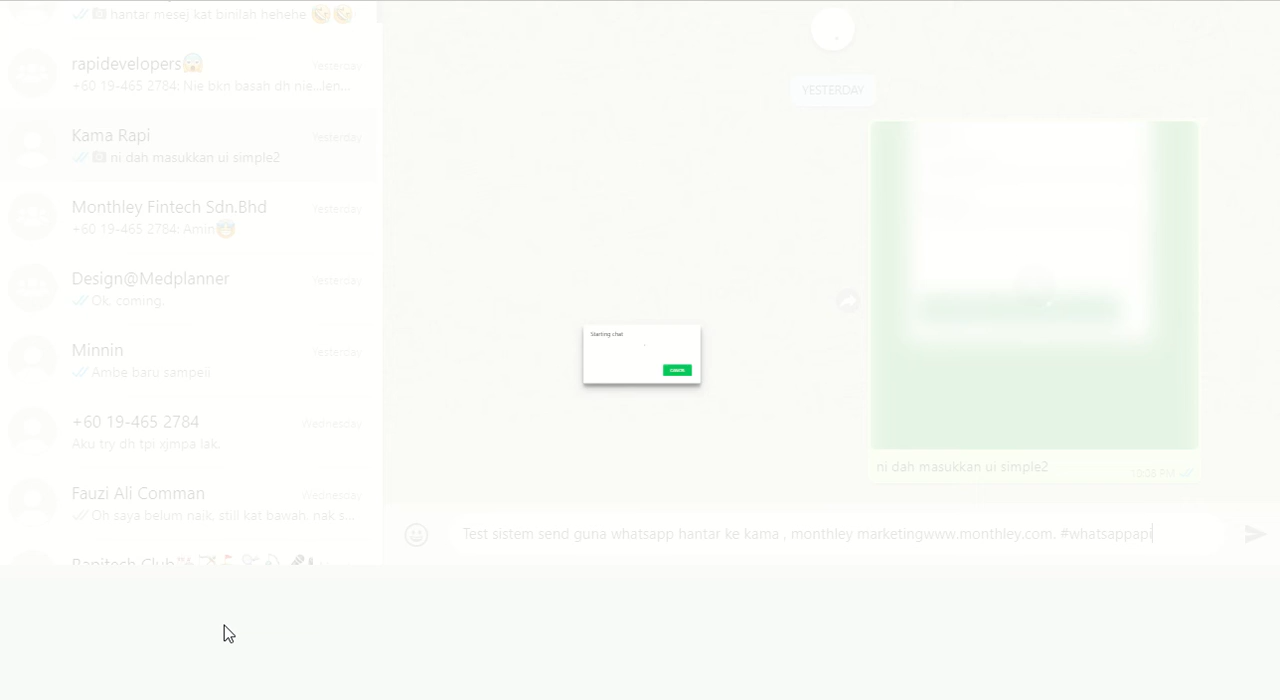 hantar mesej kat binilah hehehe 🤣🤣
rapidevelopers😱
Yesterday
+60 19-465 2784: Nie bkn basah dh nie...len...
Kama Rapi
Yesterday
ni dah masukkan ui simple2
Monthley Fintech Sdn.Bhd
Yesterday
+60 19-465 2784: Amin😇
Design@Medplanner
Yesterday
Ok. coming.
Minnin
Yesterday
Ambe baru sampeii
+60 19-465 2784
Wednesday
Aku try dh tpi xjmpa lak.
Fauzi Ali Comman
Wednesday
Oh saya belum naik. still kat bawah. nak s...
Rapitech Club
YESTERDAY
ni dah masukkan ui simple2
10:05 PM
Starting chat
Test sistem send guna whatsapp hantar ke kama , monthley marketingwww.monthley.com. #whatsappapi